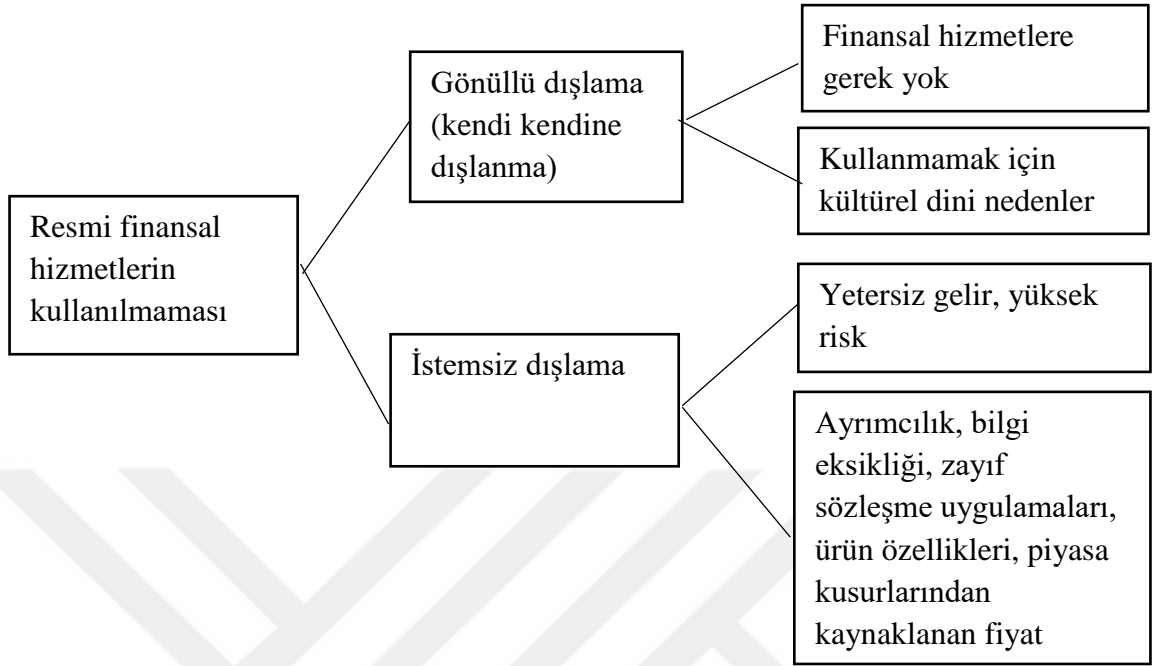 Resmi finansal
hizmetlerin
kullanılmaması
Gönüllü dışlama
(kendi kendine
dışlanma)
İstemsiz dışlama
Finansal hizmetlere
gerek yok
Kullanmamak için
kültürel dini nedenler
Yetersiz gelir, yüksek
risk
Ayrımcılık, bilgi
eksikliği, zayıf
sözleşme uygulamaları,
ürün özellikleri, piyasa
kusurlarından
kaynaklanan fiyat